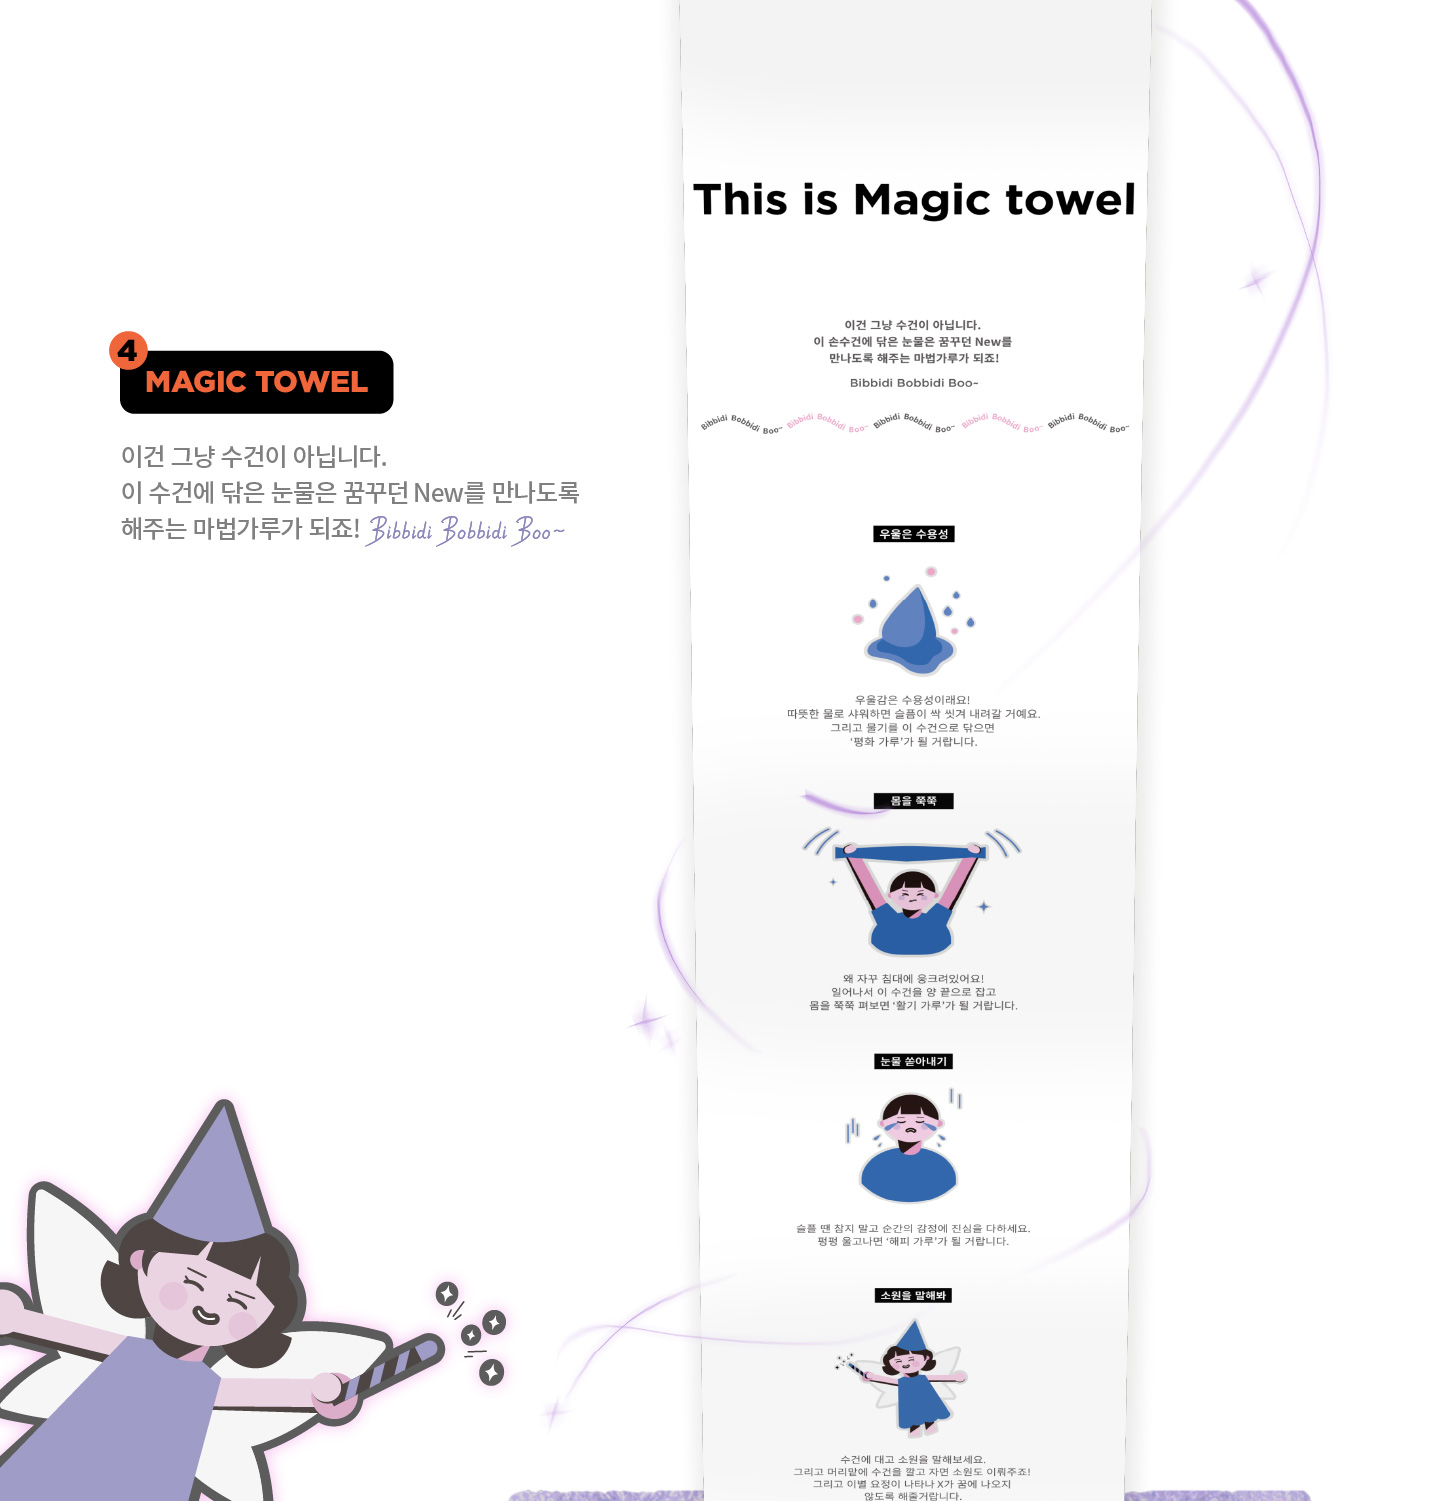 4
MAGIC TOWEL
이건 그냥 수건이 아닙니다.
이 수건에 닦은 눈물은 꿈꾸던 New를 만나도록
해주는 마법가루가 되죠! Bibbidi Bobbidi Boo~
This is Magic towel
이건 그냥 수건이 아닙니다.
이 손수건에 닦은 눈물은 꿈꾸던 New를
만나도록 해주는 마법가루가 되죠!
Bibbidi Bobbidi Boo~
Bibbidi Bobbidi Boo~ Bibbidi Bobbidi Boo~ Bibbidi Bobbidi Boo~ Bibbidi Bobbidi Boo~ Bibbidi Bobbidi Boo~
우울은 수용성
우울감은 수용성이래요!
따뜻한 물로 샤워하면 슬픔이 싹 씻겨 내려갈 거예요.
그리고 물기를 이 수건으로 닦으면
‘평화 가루’가 될 거랍니다.
몸을 쭉쭉
왜 자꾸 침대에 웅크려있어요!
일어나서 이 수건을 양 끝으로 잡고
몸을 쭉쭉 펴보면 ‘활기 가루’가 될 거랍니다.
눈물 쏟아내기
슬플 땐 참지 말고 순간의 감정에 진심을 다하세요.
펑펑 울고나면 ‘해피 가루’가 될 거랍니다.
소원을 말해봐
수건에 대고 소원을 말해보세요.
그리고 머리맡에 수건을 깔고 자면 소원도 이뤄주죠!
그리고 이별 요정이 나타나 X가 꿈에 나오지
않도록 해줄거랍니다.